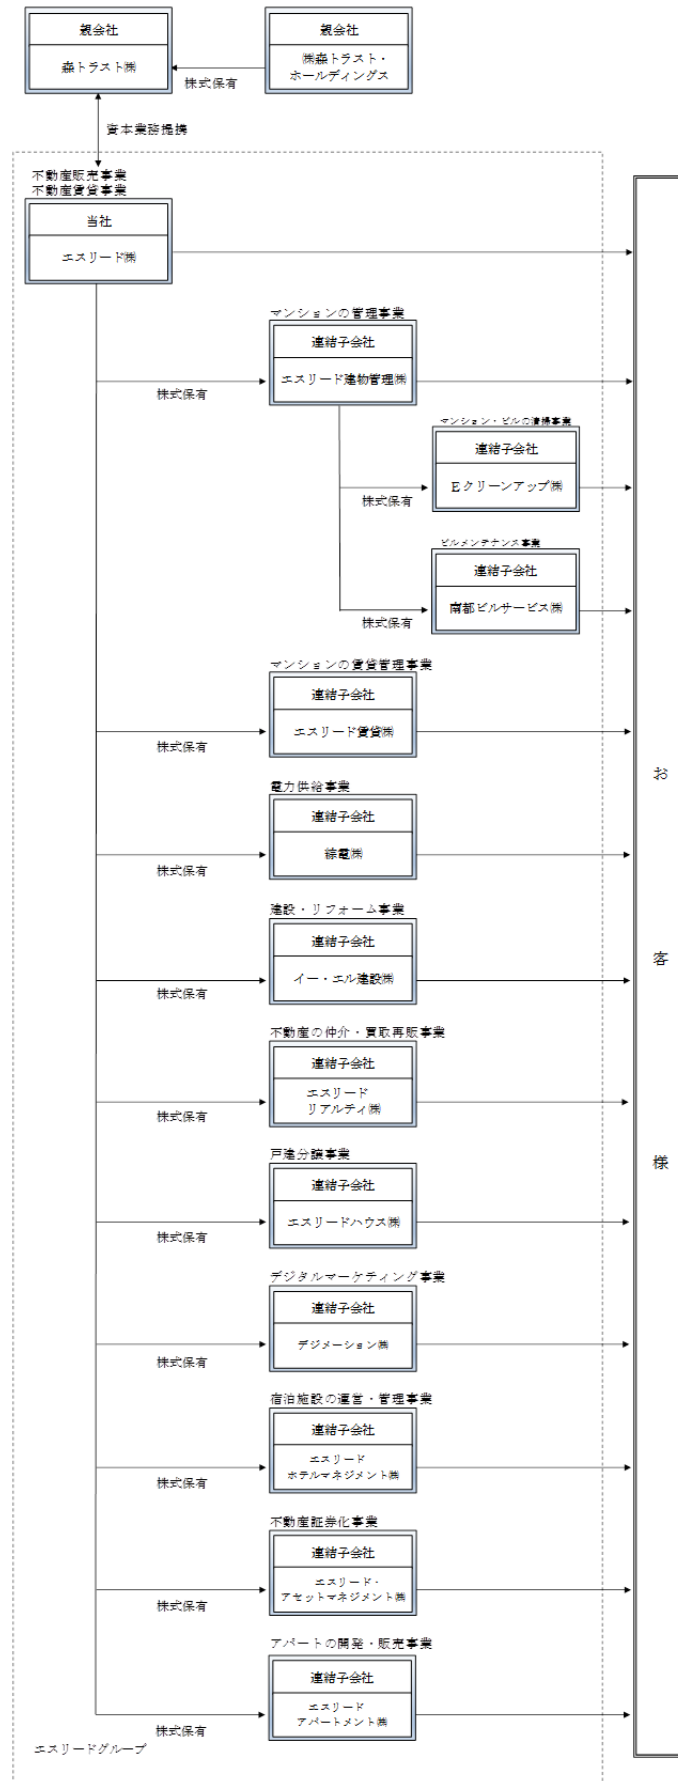 親会社
森トラスト㈱
親会社
㈱森トラスト・
ホールディングス
株式保有
資本業務提携
不動産販売事業
不動産賃貸事業
当社
エスリード㈱
マンションの管理事業
連結子会社
エスリード建物管理㈱
株式保有
マンション・ビルの清掃事業
連結子会社
Eクリーンアップ㈱
株式保有
ビルメンテナンス事業
連結子会社
南都ビルサービス㈱
株式保有
マンションの賃貸管理事業
連結子会社
エスリード賃貸㈱
株式保有
電力供給事業
連結子会社
綜電㈱
株式保有
建設・リフォーム事業
連結子会社
イー・エル建設㈱
株式保有
不動産の仲介・買取再販事業
連結子会社
エスリード
リアルティ㈱
株式保有
戸建分譲事業
連結子会社
エスリードハウス㈱
株式保有
デジタルマーケティング事業
連結子会社
デジメーション㈱
株式保有
宿泊施設の運営・管理事業
連結子会社
エスリード
ホテルマネジメント㈱
株式保有
不動産証券化事業
連結子会社
エスリード・
アセットマネジメント㈱
株式保有
アパートの開発・販売事業
連結子会社
エスリード
アパートメント㈱
株式保有
エスリードグループ
お
客
様